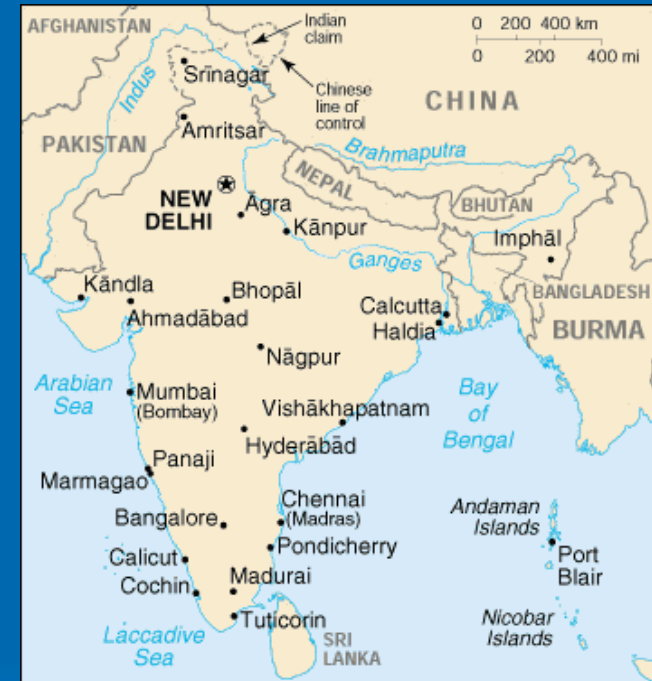 AFGHANISTAN
Indian
claim
0 200 400 km
0 200 400 mi
Srīnagar
Indus
Chinese
line of
control
CHINA
Amritsar
PAKISTAN
Brahmaputra
NEPAL
NEW
DELHI
Āgra
BHUTAN
Kānpur
Imphāl
Ganges
Kāndla
Bhopāl
BANGLADESH
Ahmadābad
Calcutta
Haldia
BURMA
Nāgpur
Arabian
Sea
Mumbai
(Bombay)
Vishākhapatnam
Bay
of
Bengal
Hyderābād
Panaji
Marmagao
Chennai
(Madras)
Andaman
Islands
Bangalore
Pondicherry
Port
Blair
Calicut
Cochin
Madurai
Tuticorin
Nicobar
Islands
Laccadive
Sea
SRI
LANKA